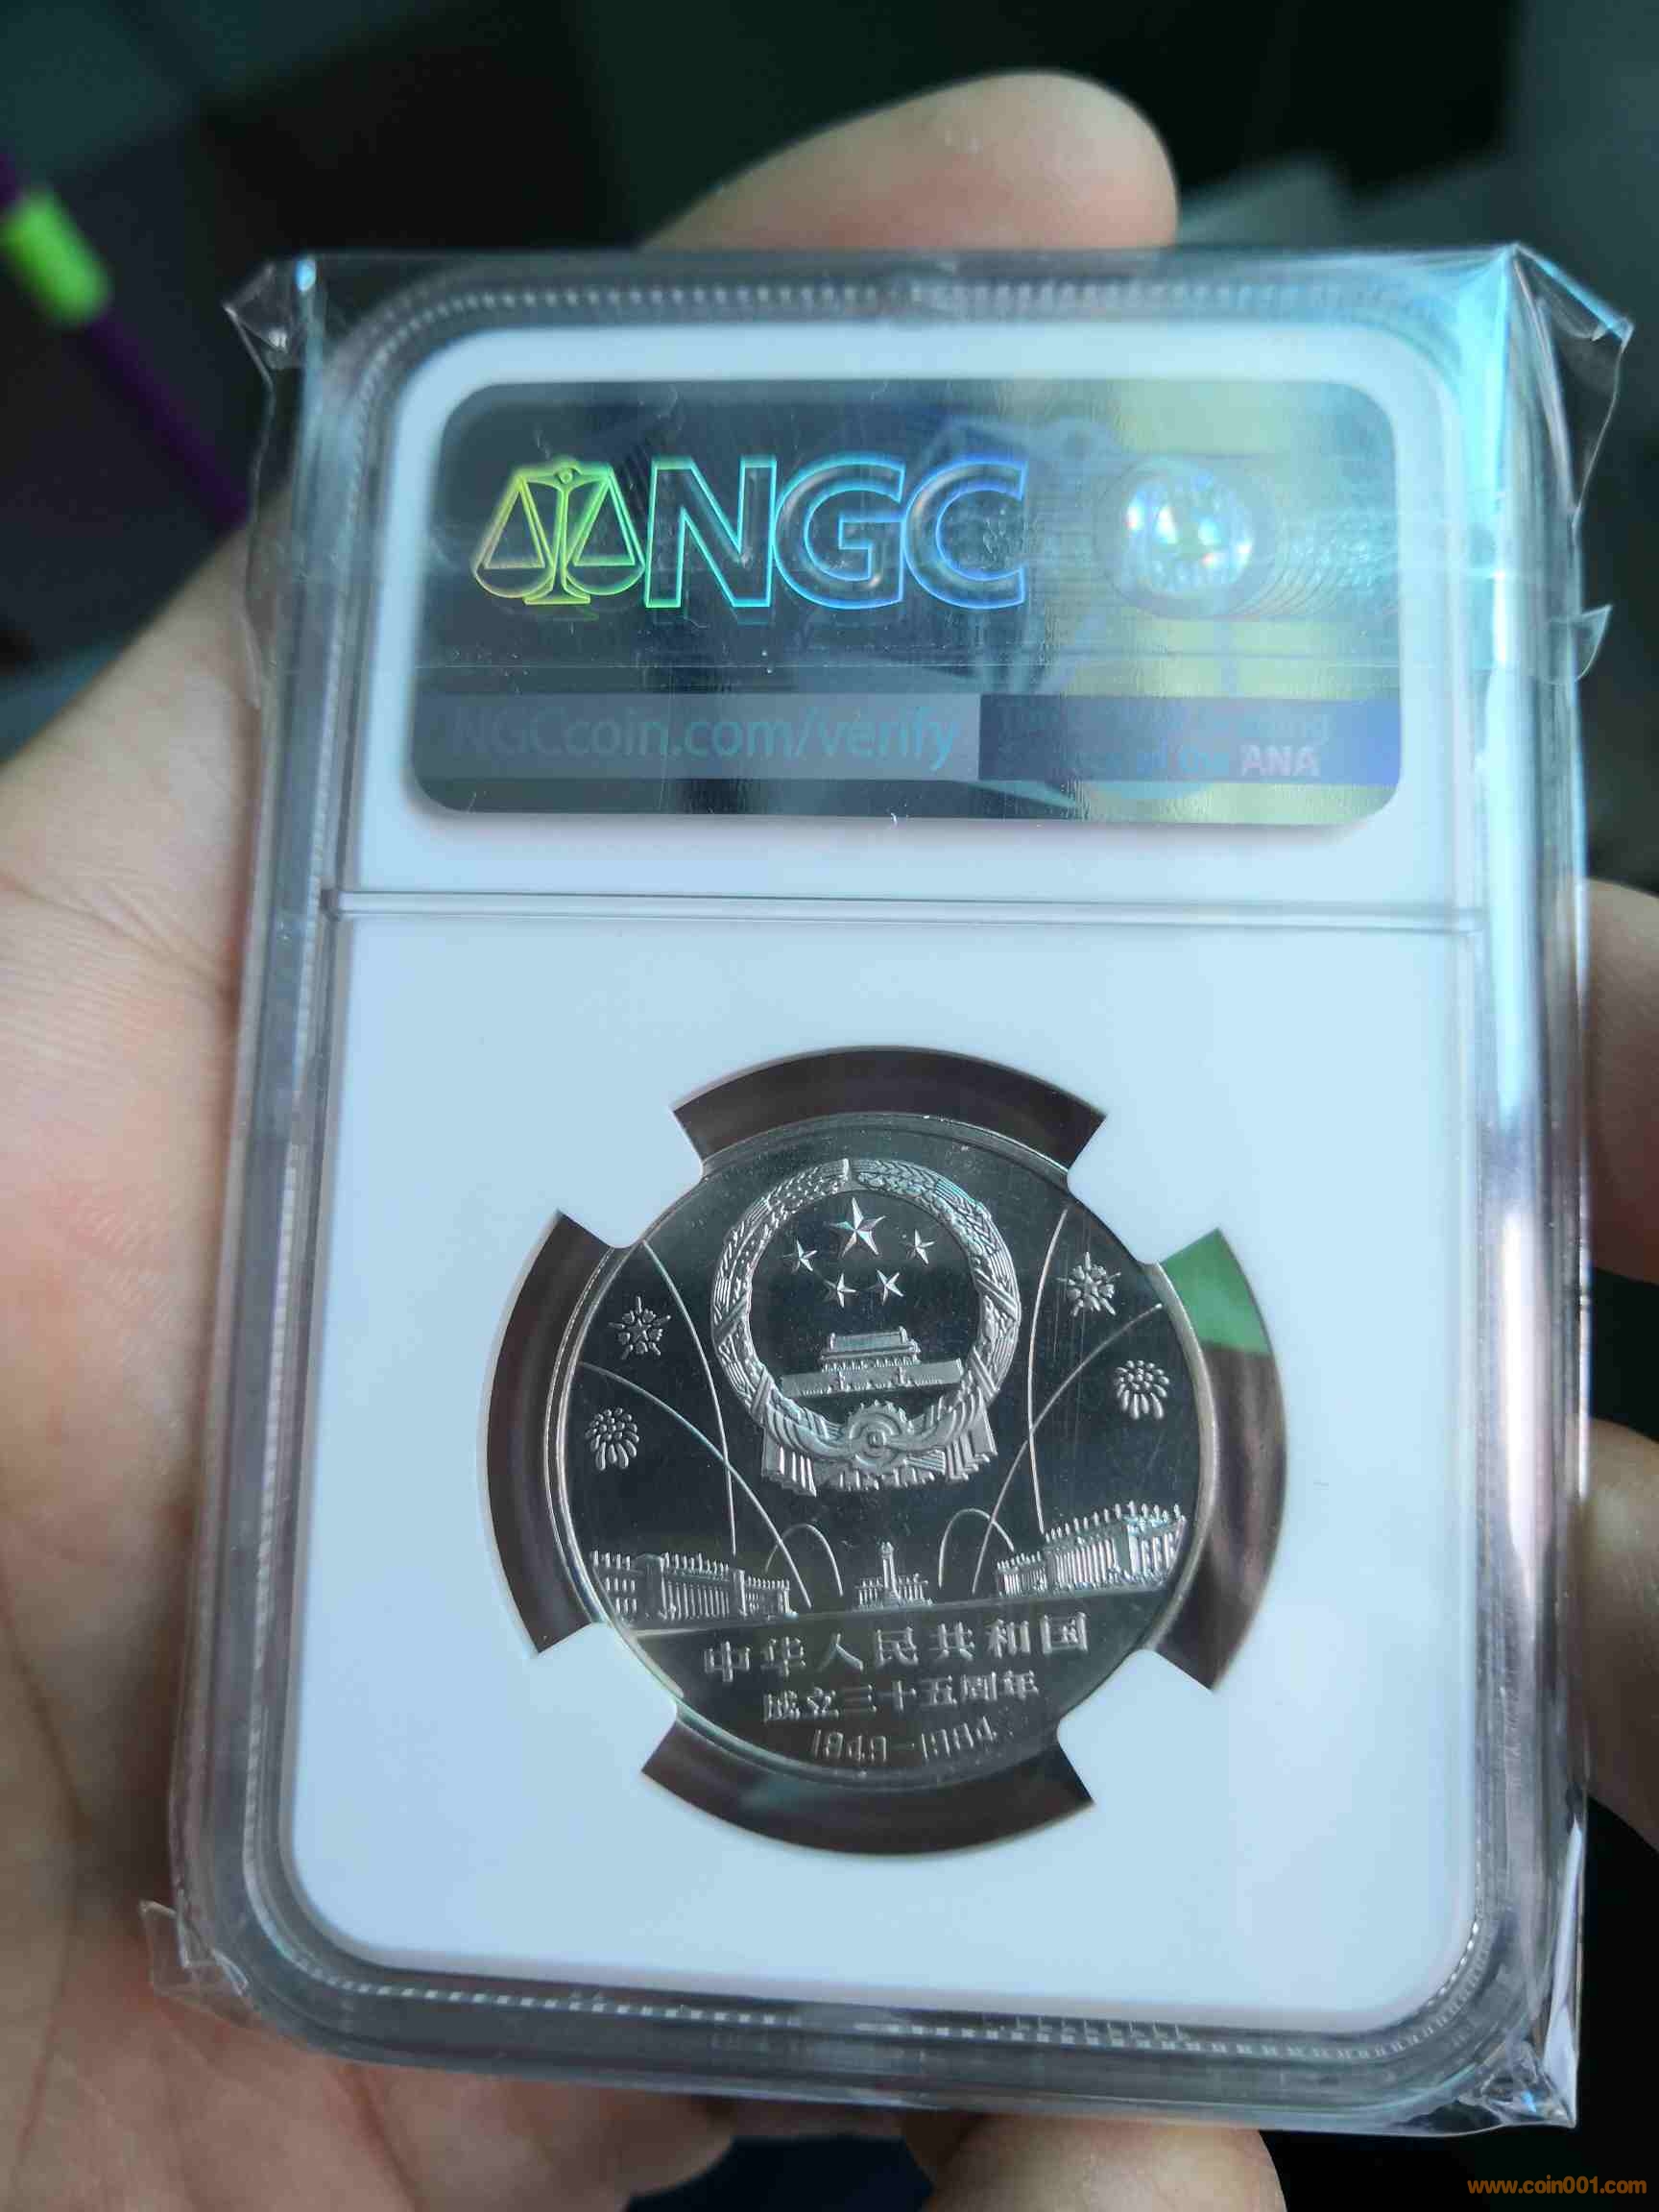 NGC
NGCcoin.com/verify
ANA
中华人民共和国
成立三十五周年
1949-1984
www.coin001.com